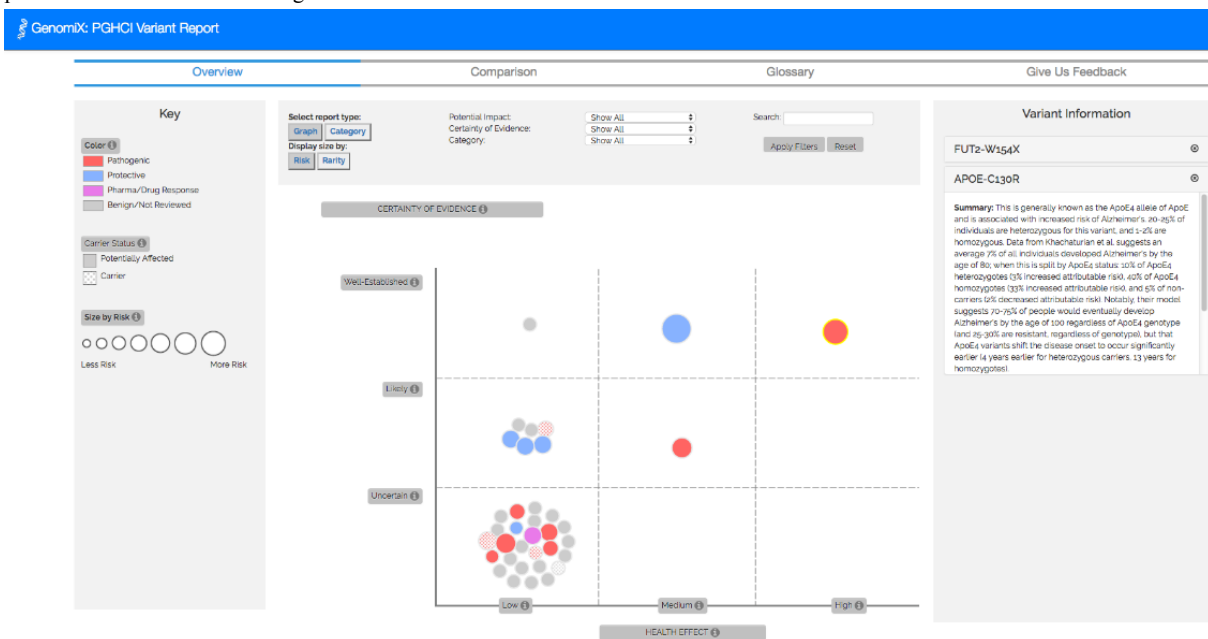 GenomiX: PGHCI Variant Report
Overview
Comparison
Glossary
Give Us Feedback
Key
Color
Pathogenic
Protective
Pharma/Drug Response
Benign/Not Reviewed
Carrier Status
Potentially Affected
Carrier
Size by Risk
Less Risk
More Risk
Select report type:
Graph Category
Display size by:
Risk Rarity
Potential Impact: Show All
Certainty of Evidence: Show All
Category: Show All
Search:
Apply Filters Reset
CERTAINTY OF EVIDENCE
Well-Established
Likely
Uncertain
Low
Medium
High
HEALTH EFFECT
Variant Information
FUT2-W154X
APOE-C130R
Summary: This is generally known as the ApoE4 allele of ApoE
and is associated with increased risk of Alzheimer's. 20-25% of
individuals are heterozygous for this variant, and 1-2% are
homozygous. Data from Khachaturian et al. suggests an
average 7% of all individuals developed Alzheimer's by the
age of 80; when this is split by ApoE4 status: 10% of ApoE4
heterozygotes (3% increased attributable risk), 40% of ApoE4
homozygotes (33% increased attributable risk), and 5% of non-
carriers (2% decreased attributable risk). Notably, their model
suggests 70-75% of people would eventually develop
Alzheimer's by the age of 100 regardless of ApoE4 genotype
(and 25-30% are resistant, regardless of genotype), but that
ApoE4 variants shift the disease onset to occur significantly
earlier (4 years earlier for heterozygous carriers, 13 years for
homozygotes).